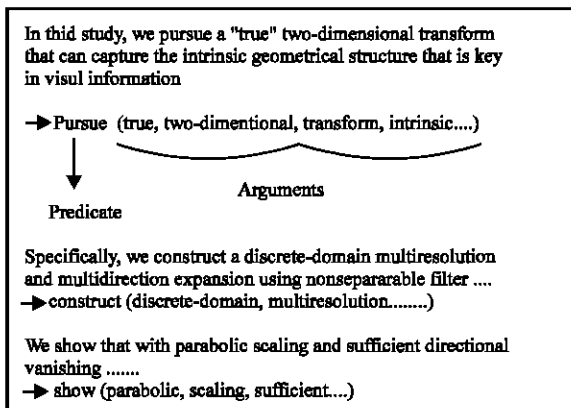 In thid study, we pursue a "true" two-dimensional transform
that can capture the intrinsic geometrical structure that is key
in visul information
Pursue (true, two-dimentional, transform, intrinsic....)
Arguments
Predicate
Specifically, we construct a discrete-domain multiresolution
and multidirection expansion using nonsepararable filter ....
construct (discrete-domain, multiresolution........)
We show that with parabolic scaling and sufficient directional
vanishing .......
show (parabolic, scaling, sufficient....)